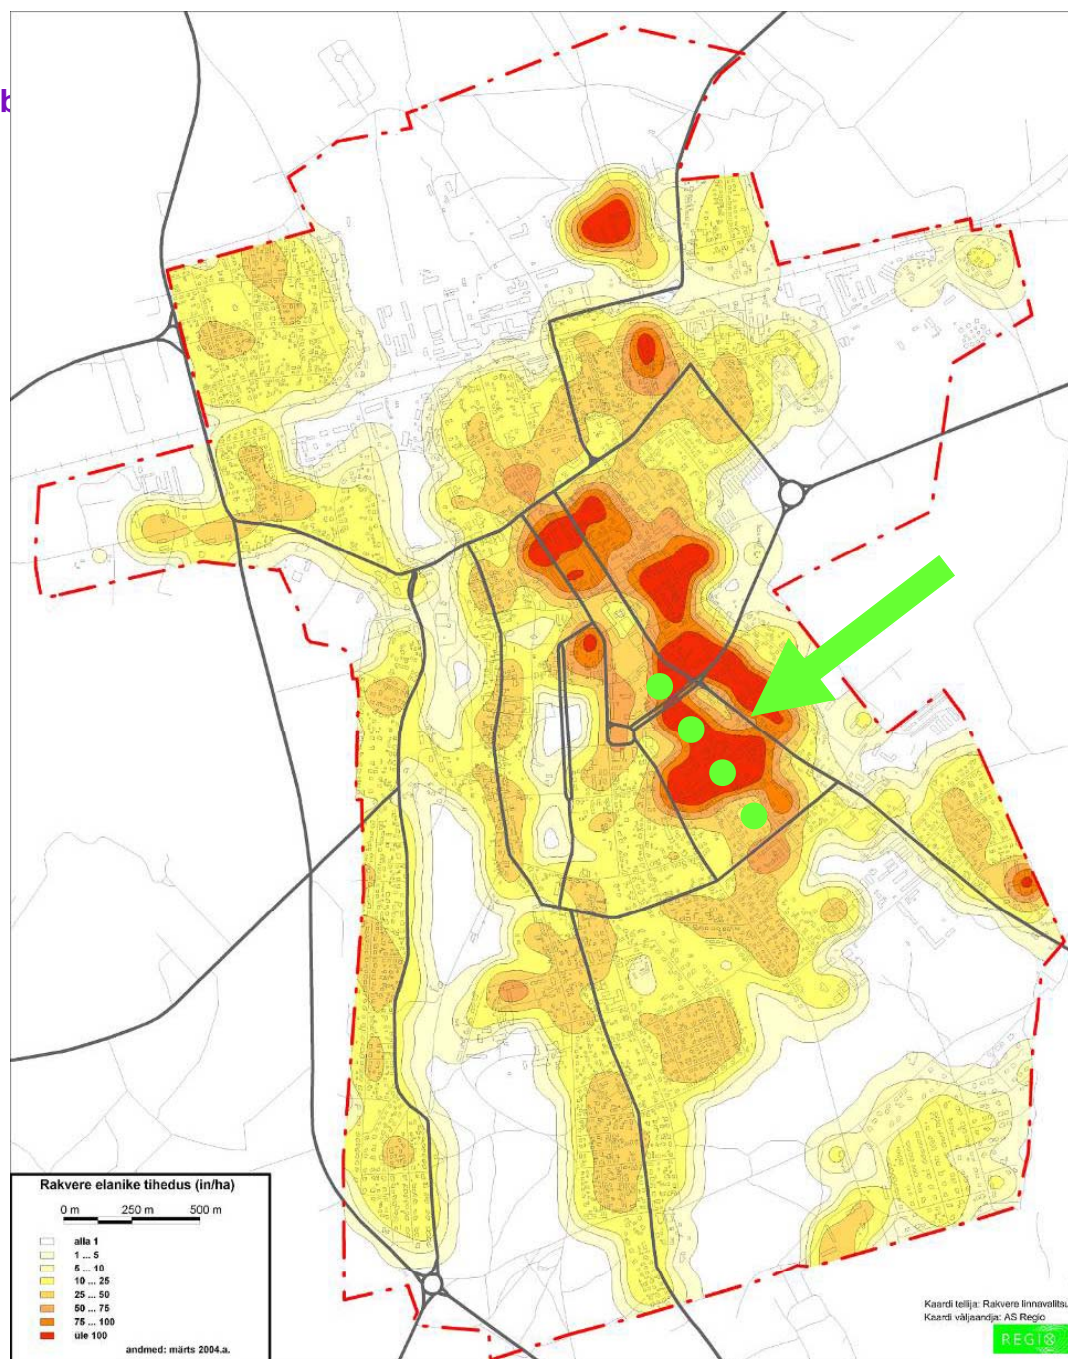 b
Rakvere elanike tihedus (in/ha)
0 m 250 m 500 m
alla 1
1 ... 5
5 ... 10
10 ... 25
25 ... 50
50 ... 75
75 ... 100
üle 100
andmed: märts 2004.a.
Kaardi tellija: Rakvere linnavalitsu
Kaardi väljaandja: AS Regio
REGIO